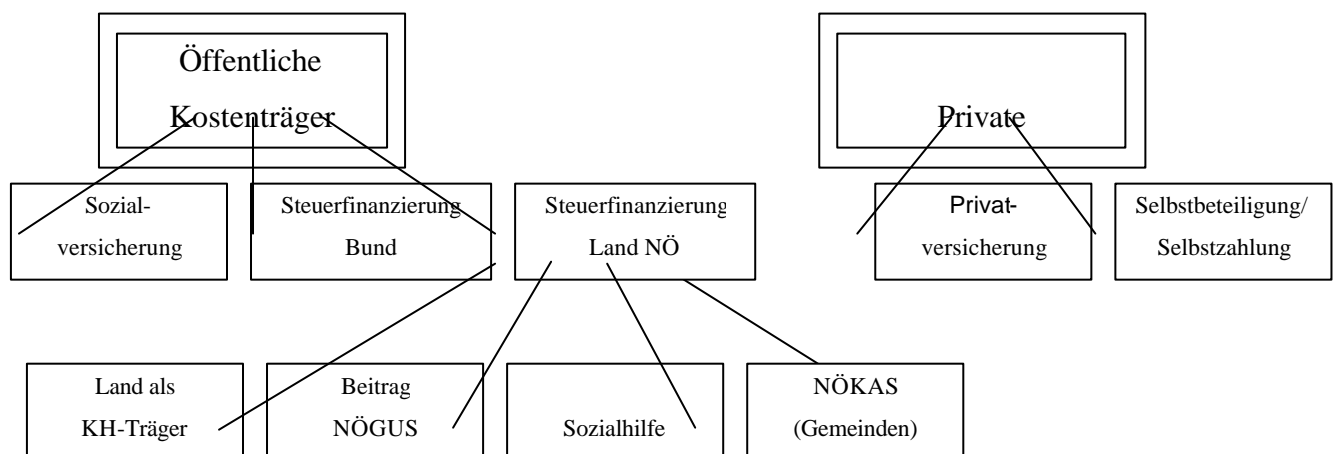 Öffentliche
Kostenträger
Private
Sozial-
versicherung
Steuerfinanzierung
Bund
Steuerfinanzierung
Land NÖ
Privat-
versicherung
Selbstbeteiligung/
Selbstzahlung
Land als
KH-Träger
Beitrag
NÖGUS
Sozialhilfe
NÖKAS
(Gemeinden)